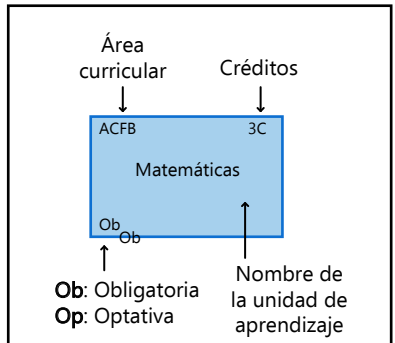 Área
curricular
Créditos
ACFB 3C
Matemáticas
Ob
Ob
Ob: Obligatoria
Op: Optativa
Nombre de
la unidad de
aprendizaje